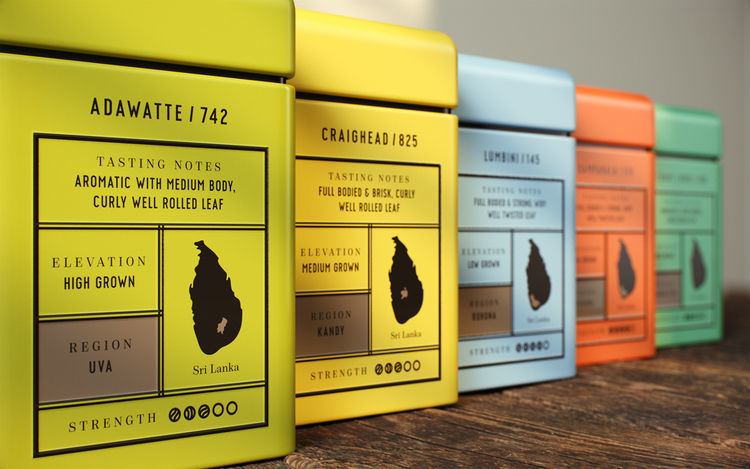 ADAWATTE / 742
TASTING NOTES
AROMATIC WITH MEDIUM BODY,
CURLY WELL ROLLED LEAF
ELEVATION
HIGH GROWN
REGION
UVA
Sri Lanka
STRENGTH
CRAIGHEAD / 825
TASTING NOTES
FULL BODIED & BRISK, CURLY
WELL ROLLED LEAF
ELEVATION
MEDIUM GROWN
REGION
KANDY
Sri Lanka
STRENGTH
LUMBINI / 145
TASTING NOTES
FULL BODIED & STRONG, WIRY
WELL TWISTED LEAF
ELEVATION
LOW GROWN
REGION
RUHUNA
Sri Lanka
STRENGTH
TASTING NOTES
STRENGTH